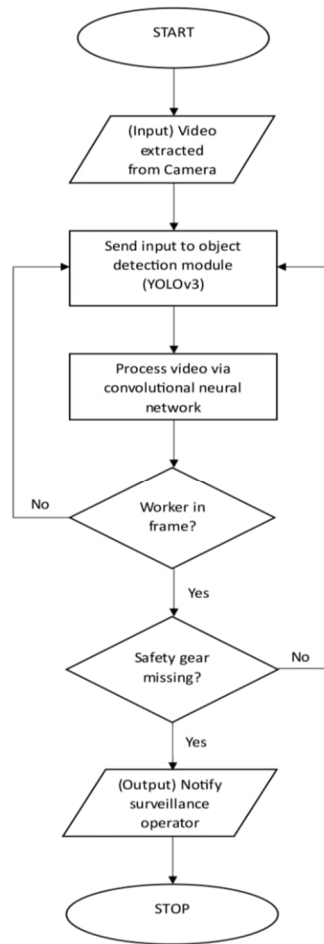 START
(Input) Video
extracted
from Camera
Send input to object
detection module
(YOLOv3)
Process video via
convolutional neural
network
Worker in
frame?
No
Yes
Safety gear
missing?
No
Yes
(Output) Notify
surveillance
operator
STOP